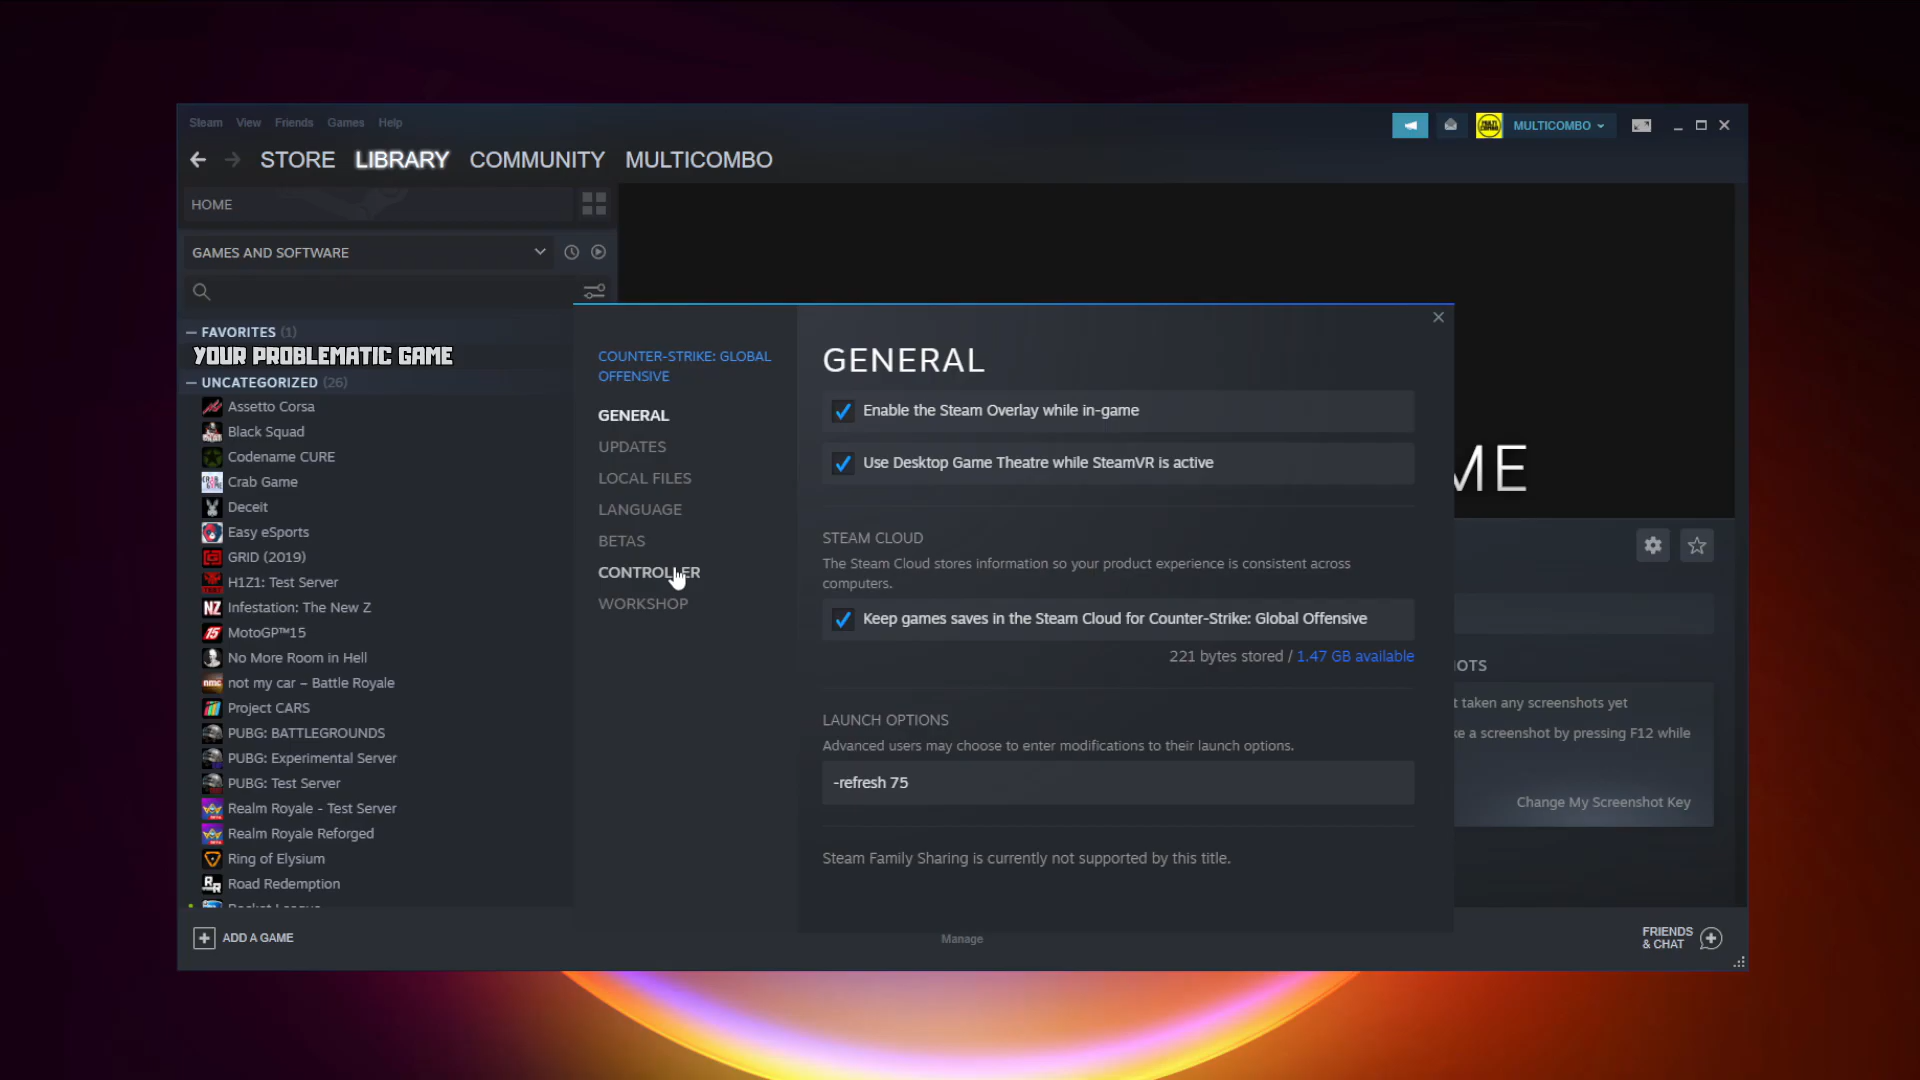 Steam View Friends Games Help
MULTICOMBO
STORE LIBRARY COMMUNITY MULTICOMBO
HOME
GAMES AND SOFTWARE
— FAVORITES (1)
YOUR PROBLEMATIC GAME
— UNCATEGORIZED (26)
Assetto Corsa
Black Squad
Codename CURE
Crab Game
Deceit
Easy eSports
GRID (2019)
H1Z1: Test Server
Infestation: The New Z
MotoGP™15
No More Room in Hell
not my car – Battle Royale
Project CARS
PUBG: BATTLEGROUNDS
PUBG: Experimental Server
PUBG: Test Server
Realm Royale - Test Server
Realm Royale Reforged
Ring of Elysium
Road Redemption
ADD A GAME
COUNTER-STRIKE: GLOBAL
OFFENSIVE
GENERAL
UPDATES
LOCAL FILES
LANGUAGE
BETAS
CONTROLLER
WORKSHOP
GENERAL
Enable the Steam Overlay while in-game
Use Desktop Game Theatre while SteamVR is active
STEAM CLOUD
The Steam Cloud stores information so your product experience is consistent across
computers.
Keep games saves in the Steam Cloud for Counter-Strike: Global Offensive
221 bytes stored / 1.47 GB available
LAUNCH OPTIONS
Advanced users may choose to enter modifications to their launch options.
-refresh 75
Steam Family Sharing is currently not supported by this title.
Manage
ME
OTS
t taken any screenshots yet
ke a screenshot by pressing F12 while
Change My Screenshot Key
FRIENDS
& CHAT